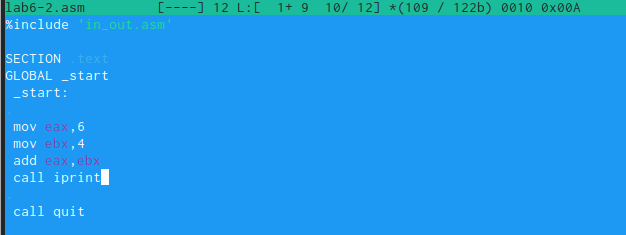 lab6-2.asm [----] 12 L:[ 1+ 9 10/ 12] *(109 / 122b) 0010 0x00A
%include 'in_out.asm'
SECTION .text
GLOBAL _start
_start:
mov eax,6
mov ebx,4
add eax,ebx
call iprint
call quit